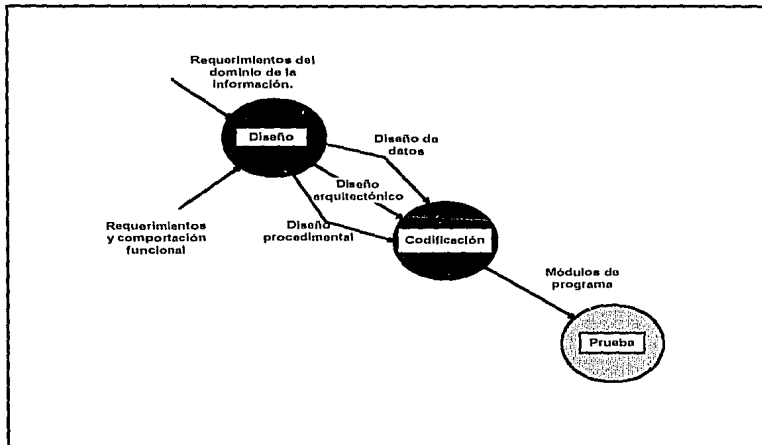 Requerimientos del
dominio de la
información.
Diseño
Diseño de
datos
Diseño
arquitectónico
Requerimientos
y comportación
funcional
Diseño
procedimental
Codificación
Módulos de
programa
Prueba